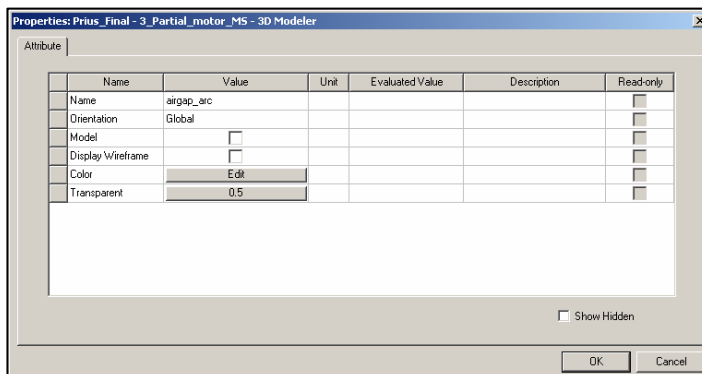 Properties: Prius_Final - 3_Partial_motor_MS - 3D Modeler
Attribute
Name Value Unit Evaluated Value Description Read-only
Name airgap_arc
Orientation Global
Model
Display Wireframe
Color Edit
Transparent 0.5
Show Hidden
OK Cancel